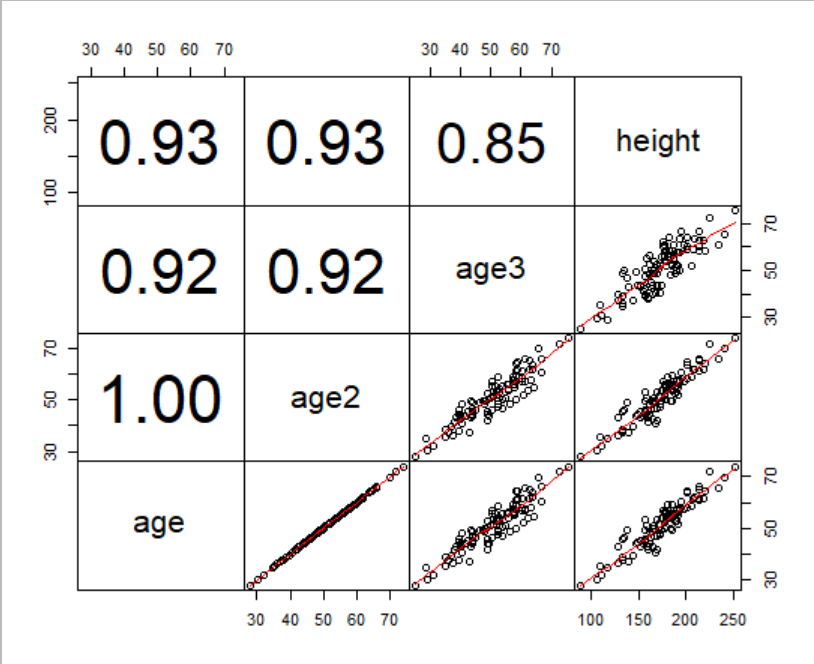 30 40 50 60 70 30 40 50 60 70
100 200 0.93 0.93 0.85 height
0.92 0.92 age3 30 50 70
30 50 70 1.00 age2
age 30 50 70
30 40 50 60 70 100 150 200 250